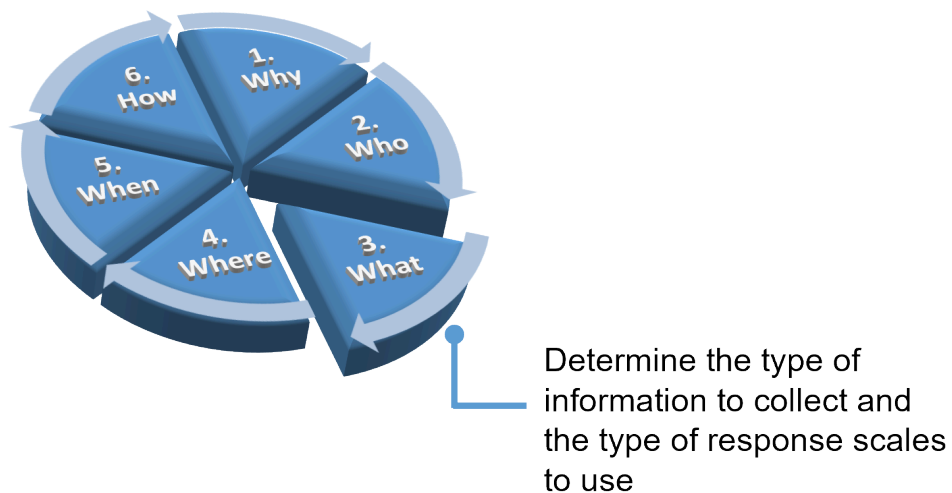 1.
Why
2.
Who
3.
What
4.
Where
5.
When
6.
How
Determine the type of
information to collect and
the type of response scales
to use